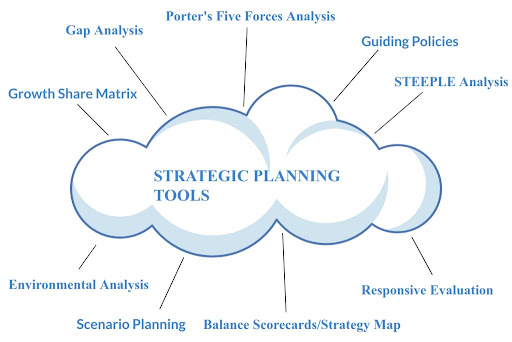 Porter's Five Forces Analysis
Gap Analysis
Guiding Policies
STEEPLE Analysis
Growth Share Matrix
STRATEGIC PLANNING
TOOLS
Environmental Analysis
Responsive Evaluation
Scenario Planning
Balance Scorecards/Strategy Map